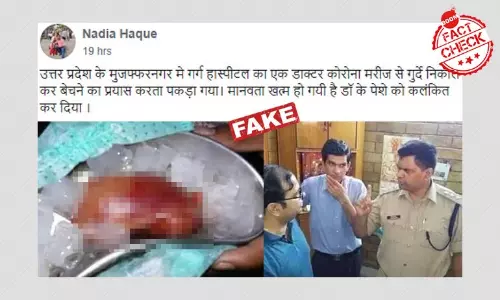 Nadia Haque
19 hrs
100%
FACT
CHECK
उत्तर प्रदेश के मुजफ्फरनगर मे गर्ग हास्पीटल का एक डाक्टर कोरोना मरीज से गुर्दे निकाल
कर बेचने का प्रयास करता पकड़ा गया। मानवता खत्म हो गयी है डॉ के पेशे को कलंकित
कर दिया ।
FAKE